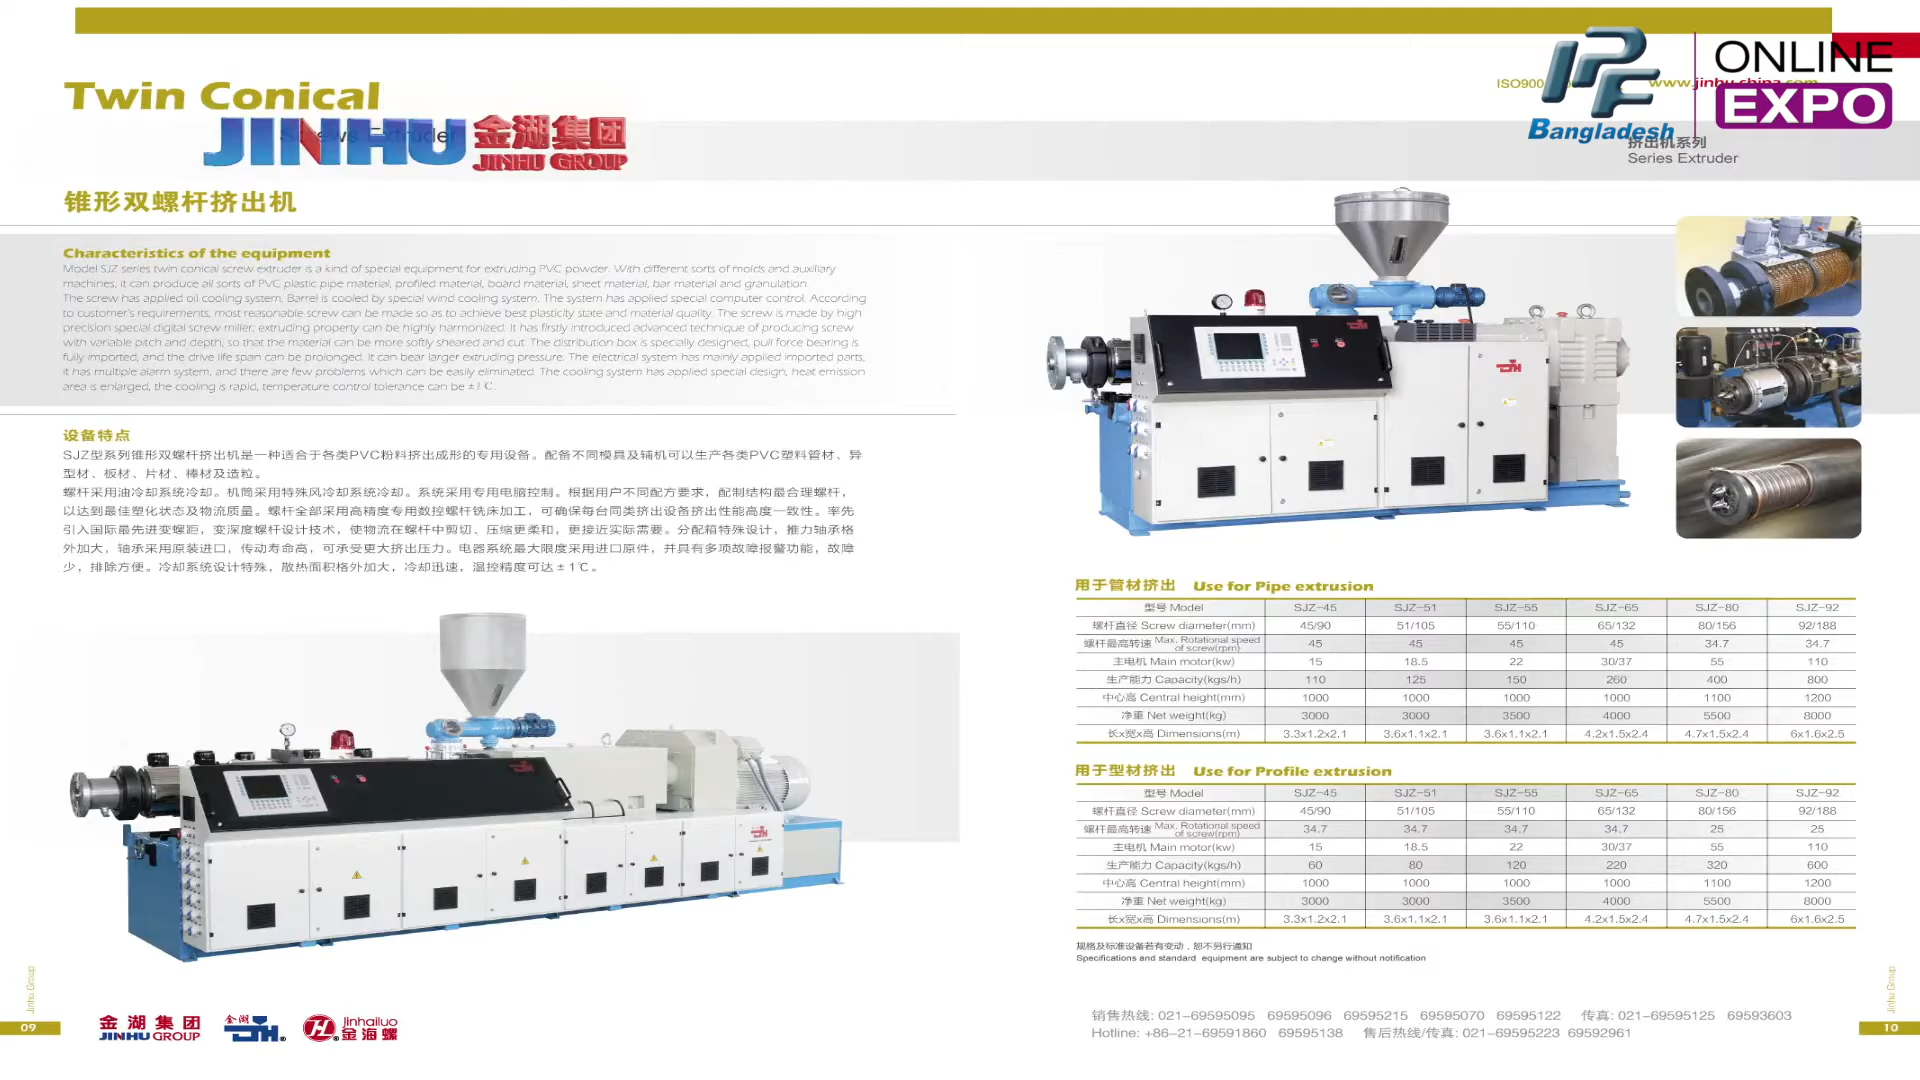 Twin Conical
Screws Extruder
JINHU 金湖集团
JINHU GROUP
锥形双螺杆挤出机
Characteristics of the equipment
Model SJZ series twin conical screw extruder is a kind of special equipment for extruding PVC powder. With different sorts of molds and auxiliary
machines, it can produce all sorts of PVC plastic pipe material, profiled material, board material, sheet material, bar material and granulation.
The screw has applied oil cooling system. Barrel is cooled by special wind cooling system. The system has applied special computer control. According
to customer's requirements, most reasonable screw can be made so as to achieve best plasticity state and material quality. The screw is made by high
precision special digital screw miller, extruding property can be highly harmonized. It has firstly introduced advanced technique of producing screw
with variable pitch and depth, so that the material can be more softly sheared and cut. The distribution box is specially designed, pull force bearing is
fully imported, and the drive life span can be prolonged. It can bear larger extruding pressure. The electrical system has mainly applied imported parts,
it has multiple alarm system, and there are few problems which can be easily eliminated. The cooling system has applied special design, heat emission
area is enlarged, the cooling is rapid, temperature control tolerance can be ±1℃.
设备特点
SJZ型系列锥形双螺杆挤出机是一种适合于各类PVC粉料挤出成形的专用设备。配备不同模具及辅机可以生产各类PVC塑料管材、异
型材、板材、片材、棒材及造粒。
螺杆采用油冷却系统冷却。机筒采用特殊风冷却系统冷却。系统采用专用电脑控制。根据用户不同配方要求，配制结构最合理螺杆，
以达到最佳塑化状态及物流质量。螺杆全部采用高精度专用数控螺杆铣床加工，可确保每台同类挤出设备挤出性能高度一致性。率先
引入国际最先进变螺距，变深度螺杆设计技术，使物流在螺杆中剪切、压缩更柔和，更接近实际需要。分配箱特殊设计，推力轴承格
外加大，轴承采用原装进口，传动寿命高，可承受更大挤出压力。电器系统最大限度采用进口原件，并具有多项故障报警功能，故障
少，排除方便。冷却系统设计特殊，散热面积格外加大，冷却迅速，温控精度可达±1℃。
Jinhu Group
09
金湖集团
JINHU GROUP
金湖
JH
Jinhailuo
金海螺
ISO900
www.jinhu-china.com
IPF
Bangladesh
ONLINE
EXPO
挤出机系列
Series Extruder
JH
用于管材挤出 Use for Pipe extrusion
型号 Model SJZ-45 SJZ-51 SJZ-55 SJZ-65 SJZ-80 SJZ-92
螺杆直径 Screw diameter(mm) 45/90 51/105 55/110 65/132 80/156 92/188
螺杆最高转速 Max. Rotational speed of screw(rpm) 45 45 45 45 34.7 34.7
主电机 Main motor(kw) 15 18.5 22 30/37 55 110
生产能力 Capacity(kgs/h) 110 125 150 260 400 800
中心高 Central height(mm) 1000 1000 1000 1000 1100 1200
净重 Net weight(kg) 3000 3000 3500 4000 5500 8000
长x宽x高 Dimensions(m) 3.3x1.2x2.1 3.6x1.1x2.1 3.6x1.1x2.1 4.2x1.5x2.4 4.7x1.5x2.4 6x1.6x2.5
用于型材挤出 Use for Profile extrusion
型号 Model SJZ-45 SJZ-51 SJZ-55 SJZ-65 SJZ-80 SJZ-92
螺杆直径 Screw diameter(mm) 45/90 51/105 55/110 65/132 80/156 92/188
螺杆最高转速 Max. Rotational speed of screw(rpm) 34.7 34.7 34.7 34.7 25 25
主电机 Main motor(kw) 15 18.5 22 30/37 55 110
生产能力 Capacity(kgs/h) 60 80 120 220 320 600
中心高 Central height(mm) 1000 1000 1000 1000 1100 1200
净重 Net weight(kg) 3000 3000 3500 4000 5500 8000
长x宽x高 Dimensions(m) 3.3x1.2x2.1 3.6x1.1x2.1 3.6x1.1x2.1 4.2x1.5x2.4 4.7x1.5x2.4 6x1.6x2.5
规格及标准设备若有变动，恕不另行通知
Specifications and standard equipment are subject to change without notification
销售热线: 021-69595095 69595096 69595215 69595070 69595122 传真: 021-69595125 69593603
Hotline: +86-21-69591860 69595138 售后热线/传真: 021-69595223 69592961
Jinhu Group
10